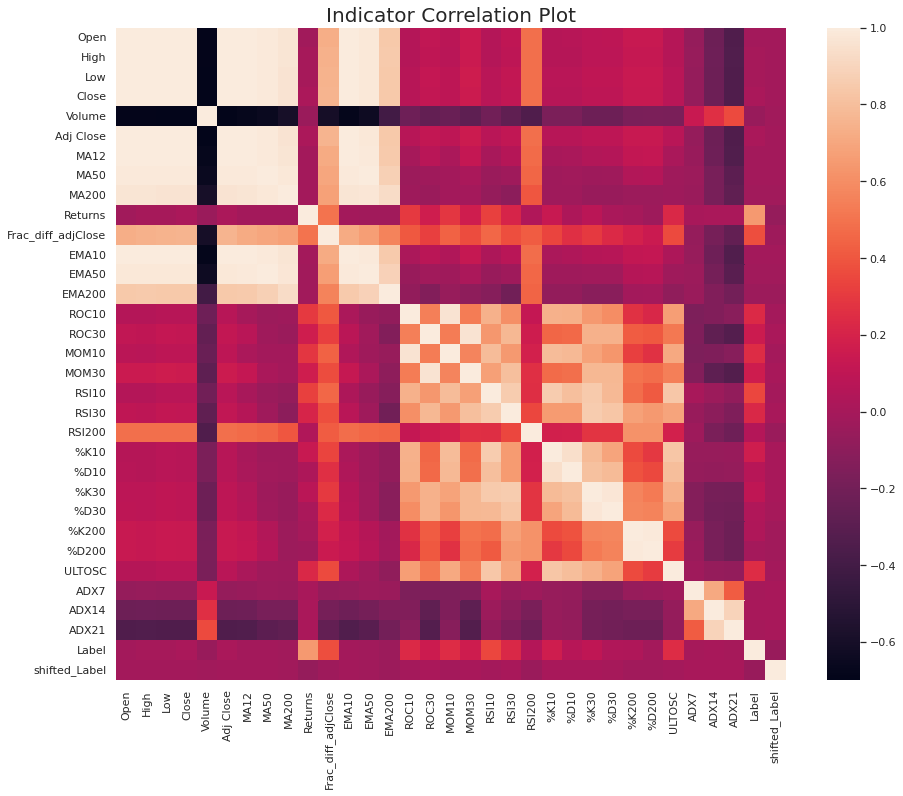 Indicator Correlation Plot
Open
High
Low
Close
Volume
Adj Close
MA12
MA50
MA200
Returns
Frac_diff_adjClose
EMA10
EMA50
EMA200
ROC10
ROC30
MOM10
MOM30
RSI10
RSI30
RSI200
%K10
%D10
%K30
%D30
%K200
%D200
ULTOSC
ADX7
ADX14
ADX21
Label
shifted_Label
Open
High
Low
Close
Volume
Adj Close
MA12
MA50
MA200
Returns
Frac_diff_adjClose
EMA10
EMA50
EMA200
ROC10
ROC30
MOM10
MOM30
RSI10
RSI30
RSI200
%K10
%D10
%K30
%D30
%K200
%D200
ULTOSC
ADX7
ADX14
ADX21
Label
shifted_Label
1.0
0.8
0.6
0.4
0.2
0.0
−0.2
−0.4
−0.6